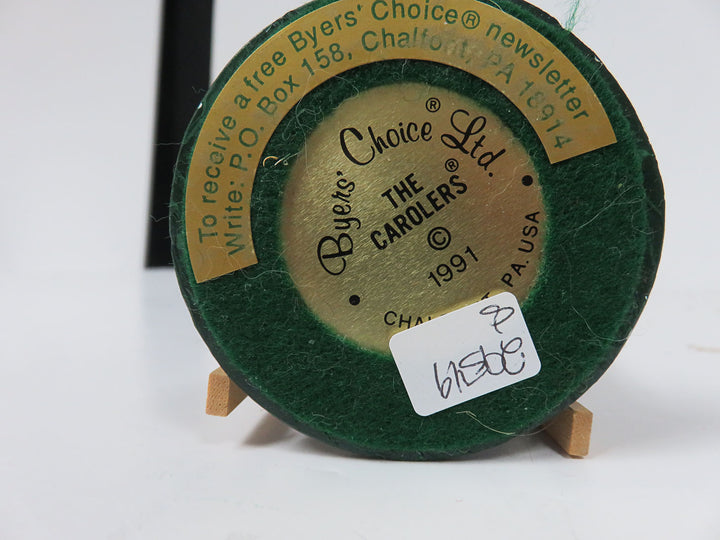 To receive a free Byers' Choice® newsletter
Write: P.O. Box 158, Chalfont, PA 18914
Byers' Choice® Ltd.
THE
CAROLERS®
©
1991
PA. USA
8